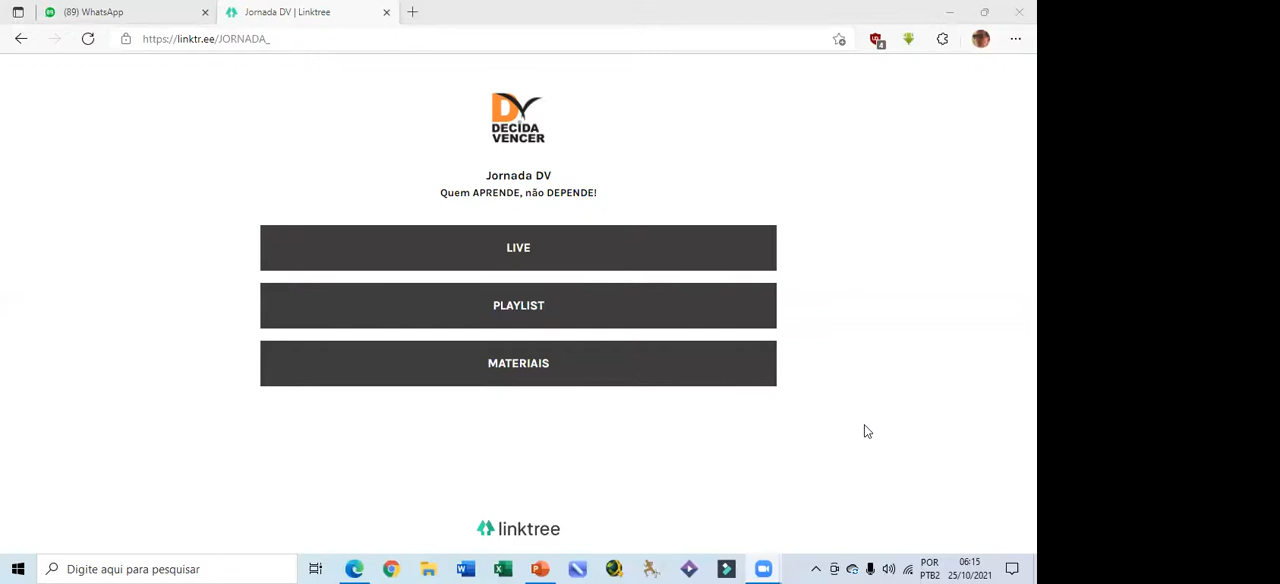 (89) WhatsApp
Jornada DV | Linktree
https://linktr.ee/JORNADA_
4
DV
DECIDA
VENCER
Jornada DV
Quem APRENDE, não DEPENDE!
LIVE
PLAYLIST
MATERIAIS
linktree
Digite aqui para pesquisar
POR
PTB2
06:15
25/10/2021